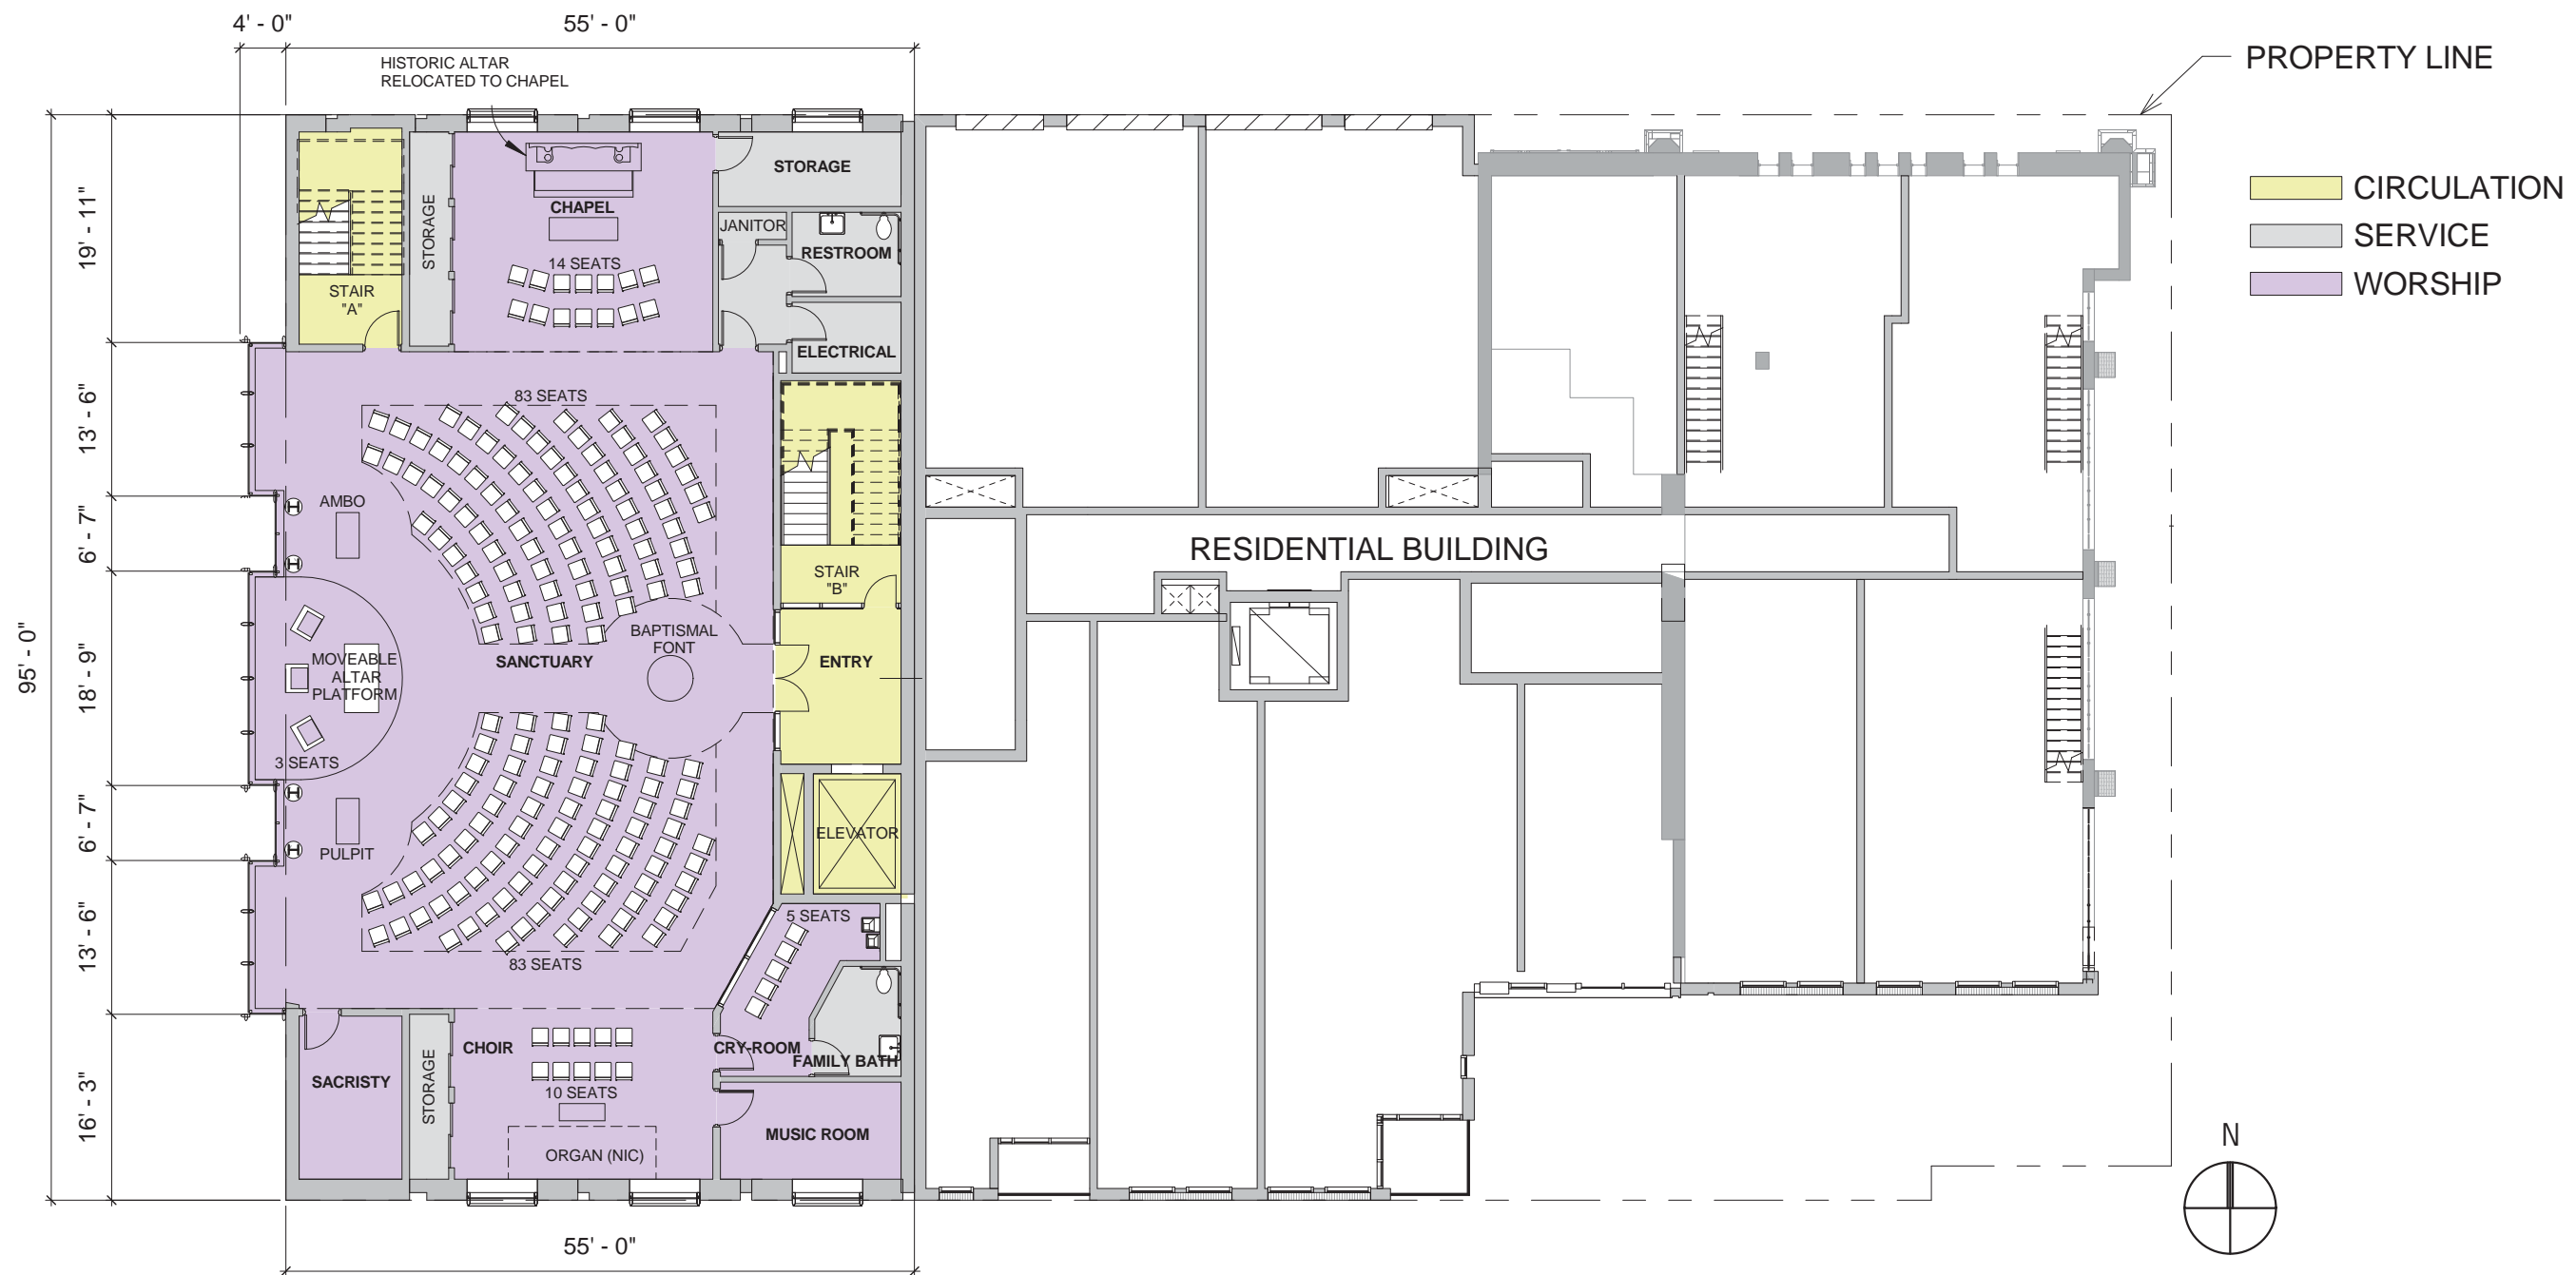 4' - 0"
55' - 0"
HISTORIC ALTAR
RELOCATED TO CHAPEL
PROPERTY LINE
CIRCULATION
SERVICE
WORSHIP
95' - 0"
19' - 11"
13' - 6"
6' - 7"
18' - 9"
6' - 7"
13' - 6"
16' - 3"
STORAGE
CHAPEL
STORAGE
JANITOR
RESTROOM
14 SEATS
STAIR
"A"
ELECTRICAL
83 SEATS
AMBO
RESIDENTIAL BUILDING
STAIR
"B"
BAPTISMAL
FONT
SANCTUARY
ENTRY
MOVEABLE
ALTAR
PLATFORM
3 SEATS
ELEVATOR
PULPIT
5 SEATS
83 SEATS
CHOIR
CRY-ROOM
FAMILY BATH
SACRISTY
STORAGE
10 SEATS
MUSIC ROOM
ORGAN (NIC)
N
55' - 0"